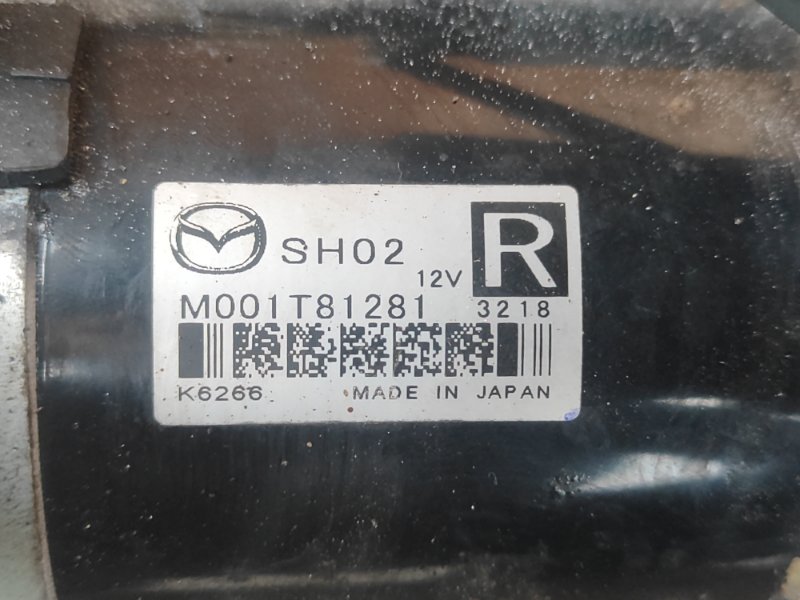 SH02
12V
R
M001T81281
3218
K6266
MADE IN JAPAN